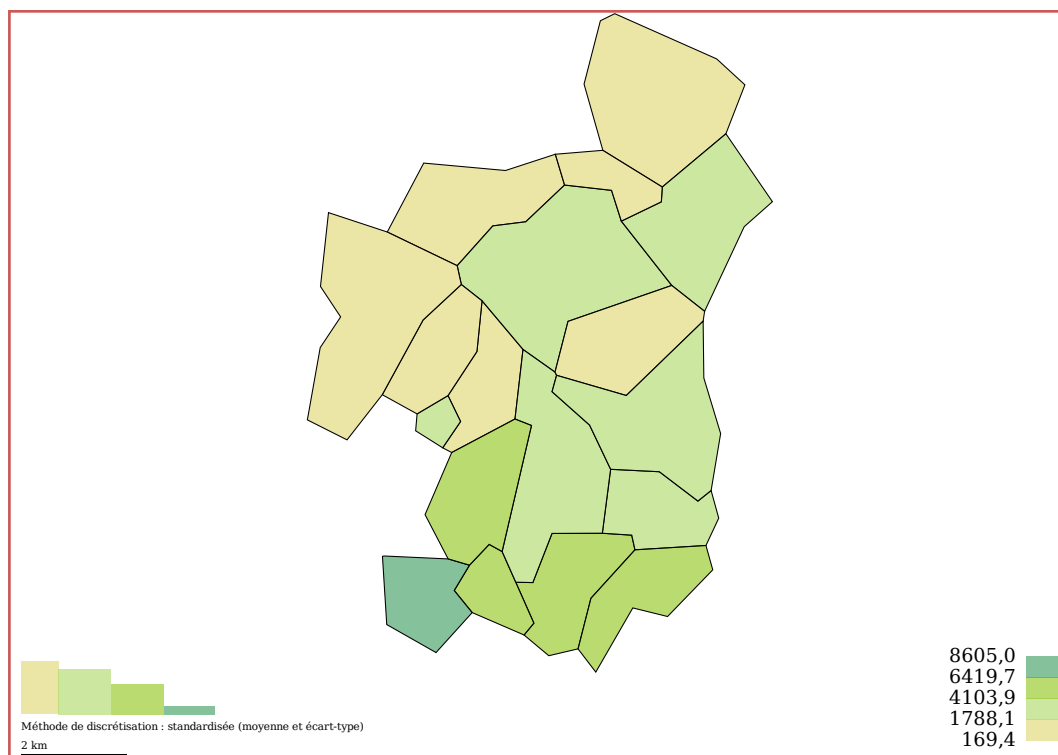 8605,0
6419,7
4103,9
1788,1
169,4
Méthode de discrétisation : standardisée (moyenne et écart-type)
2 km